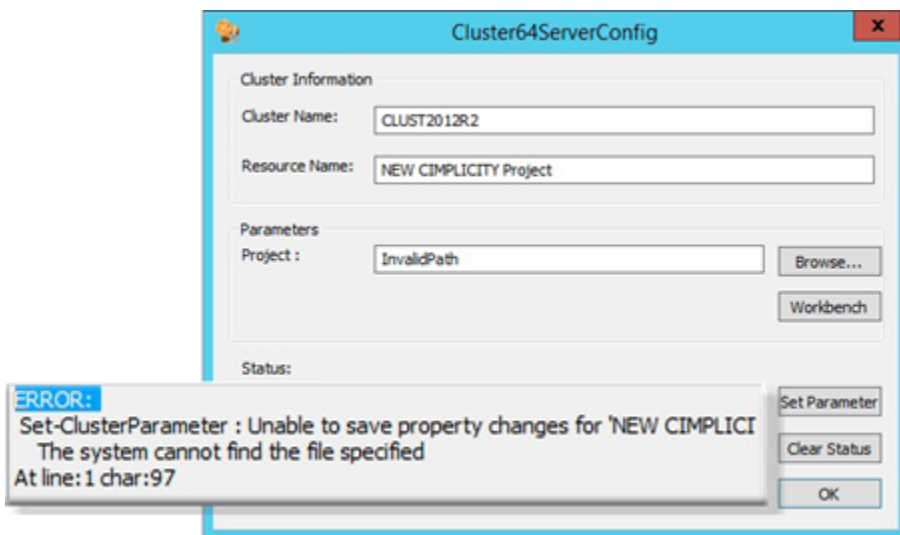 Cluster64ServerConfig
x
Cluster Information
Cluster Name:
CLUST2012R2
Resource Name:
NEW CIMPLICITY Project
Parameters
Project :
InvalidPath
Browse...
Workbench
Status:
ERROR:
Set-ClusterParameter : Unable to save property changes for 'NEW CIMPLICI
The system cannot find the file specified
At line:1 char:97
Set Parameter
Clear Status
OK